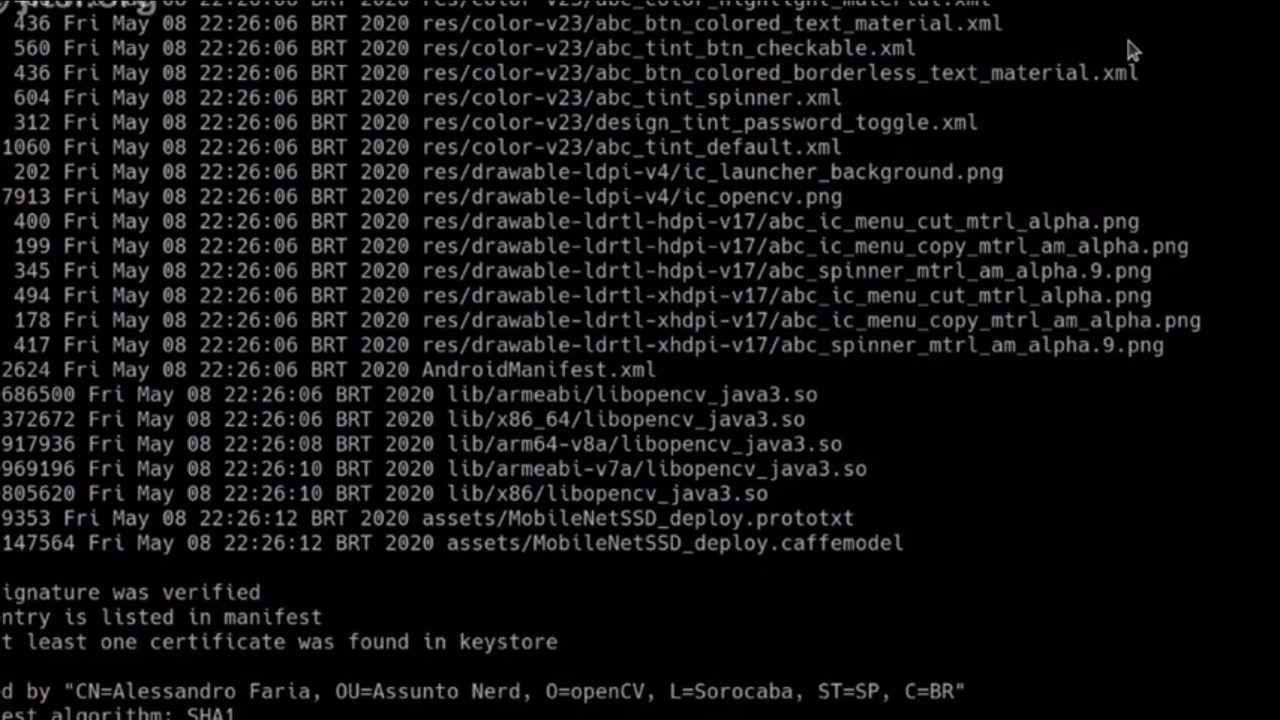 436 Fri May 08 22:26:06 BRT 2020 res/color-v23/abc_btn_colored_text_material.xml
560 Fri May 08 22:26:06 BRT 2020 res/color-v23/abc_tint_btn_checkable.xml
436 Fri May 08 22:26:06 BRT 2020 res/color-v23/abc_btn_colored_borderless_text_material.xml
604 Fri May 08 22:26:06 BRT 2020 res/color-v23/abc_tint_spinner.xml
312 Fri May 08 22:26:06 BRT 2020 res/color-v23/design_tint_password_toggle.xml
1060 Fri May 08 22:26:06 BRT 2020 res/color-v23/abc_tint_default.xml
202 Fri May 08 22:26:06 BRT 2020 res/drawable-ldpi-v4/ic_launcher_background.png
7913 Fri May 08 22:26:06 BRT 2020 res/drawable-ldpi-v4/ic_opencv.png
400 Fri May 08 22:26:06 BRT 2020 res/drawable-ldrtl-hdpi-v17/abc_ic_menu_cut_mtrl_alpha.png
199 Fri May 08 22:26:06 BRT 2020 res/drawable-ldrtl-hdpi-v17/abc_ic_menu_copy_mtrl_am_alpha.png
345 Fri May 08 22:26:06 BRT 2020 res/drawable-ldrtl-hdpi-v17/abc_spinner_mtrl_am_alpha.9.png
494 Fri May 08 22:26:06 BRT 2020 res/drawable-ldrtl-xhdpi-v17/abc_ic_menu_cut_mtrl_alpha.png
178 Fri May 08 22:26:06 BRT 2020 res/drawable-ldrtl-xhdpi-v17/abc_ic_menu_copy_mtrl_am_alpha.png
417 Fri May 08 22:26:06 BRT 2020 res/drawable-ldrtl-xhdpi-v17/abc_spinner_mtrl_am_alpha.9.png
2624 Fri May 08 22:26:06 BRT 2020 AndroidManifest.xml
686500 Fri May 08 22:26:06 BRT 2020 lib/armeabi/libopencv_java3.so
372672 Fri May 08 22:26:06 BRT 2020 lib/x86_64/libopencv_java3.so
917936 Fri May 08 22:26:08 BRT 2020 lib/arm64-v8a/libopencv_java3.so
969196 Fri May 08 22:26:10 BRT 2020 lib/armeabi-v7a/libopencv_java3.so
805620 Fri May 08 22:26:10 BRT 2020 lib/x86/libopencv_java3.so
9353 Fri May 08 22:26:12 BRT 2020 assets/MobileNetSSD_deploy.prototxt
147564 Fri May 08 22:26:12 BRT 2020 assets/MobileNetSSD_deploy.caffemodel
ignature was verified
ntry is listed in manifest
t least one certificate was found in keystore
d by "CN=Alessandro Faria, OU=Assunto Nerd, O=openCV, L=Sorocaba, ST=SP, C=BR"
est algorithm: SHA1